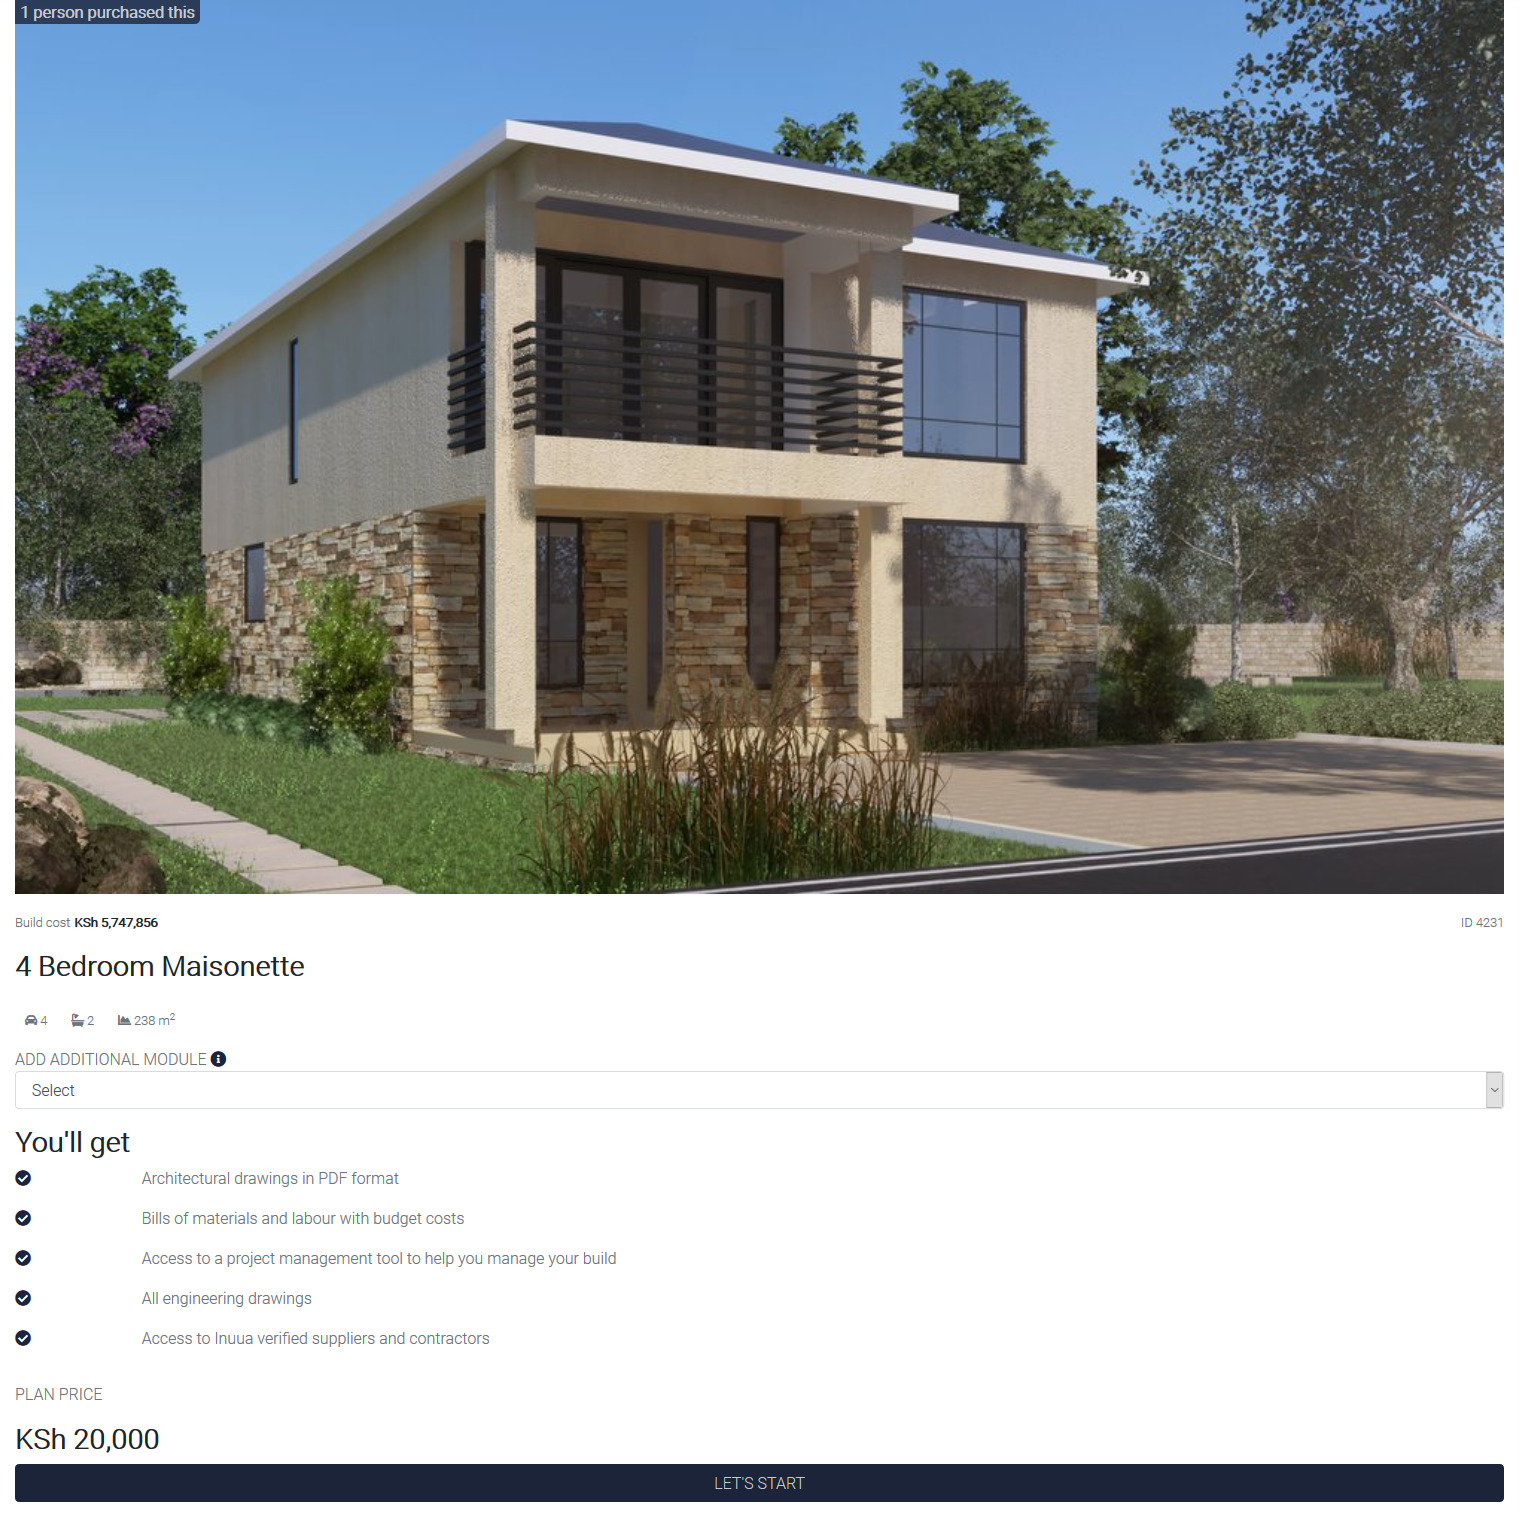 1 person purchased this
Build cost KSh 5,747,856
ID 4231
4 Bedroom Maisonette
4 2 238 m²
ADD ADDITIONAL MODULE
Select
You'll get
Architectural drawings in PDF format
Bills of materials and labour with budget costs
Access to a project management tool to help you manage your build
All engineering drawings
Access to Inuua verified suppliers and contractors
PLAN PRICE
KSh 20,000
LET'S START